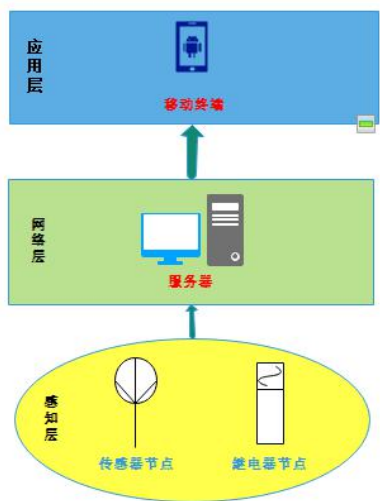 应用层
移动终端
网络层
服务器
感知层
传感器节点
继电器节点